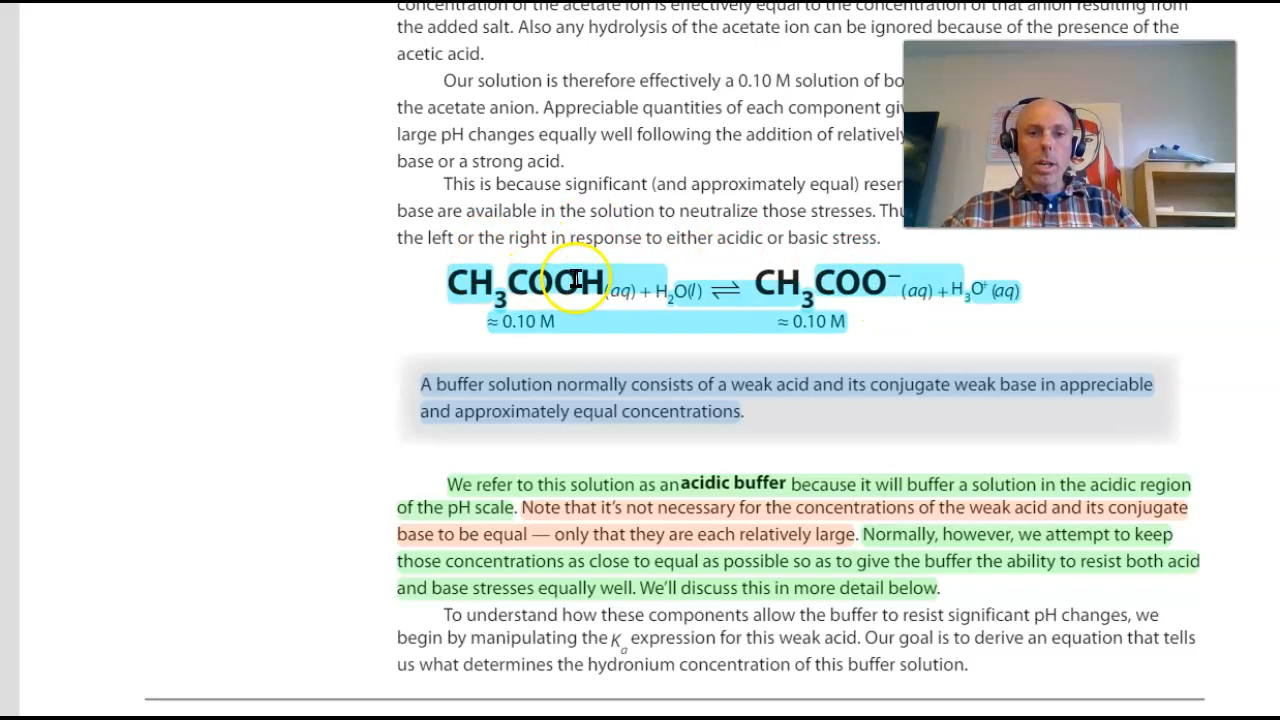 concentration of the acetate ion is effectively equal to the concentration of that anion resulting from
the added salt. Also any hydrolysis of the acetate ion can be ignored because of the presence of the
acetic acid.
Our solution is therefore effectively a 0.10 M solution of bo
the acetate anion. Appreciable quantities of each component gi
large pH changes equally well following the addition of relatively
base or a strong acid.
This is because significant (and approximately equal) reser
base are available in the solution to neutralize those stresses. Thu
the left or the right in response to either acidic or basic stress.
CH₃COOH(aq) + H₂O(l) ⇌ CH₃COO⁻(aq) + H₃O⁺(aq)
≈ 0.10 M ≈ 0.10 M
A buffer solution normally consists of a weak acid and its conjugate weak base in appreciable
and approximately equal concentrations.
We refer to this solution as an acidic buffer because it will buffer a solution in the acidic region
of the pH scale. Note that it's not necessary for the concentrations of the weak acid and its conjugate
base to be equal — only that they are each relatively large. Normally, however, we attempt to keep
those concentrations as close to equal as possible so as to give the buffer the ability to resist both acid
and base stresses equally well. We'll discuss this in more detail below.
To understand how these components allow the buffer to resist significant pH changes, we
begin by manipulating the Kₐ expression for this weak acid. Our goal is to derive an equation that tells
us what determines the hydronium concentration of this buffer solution.